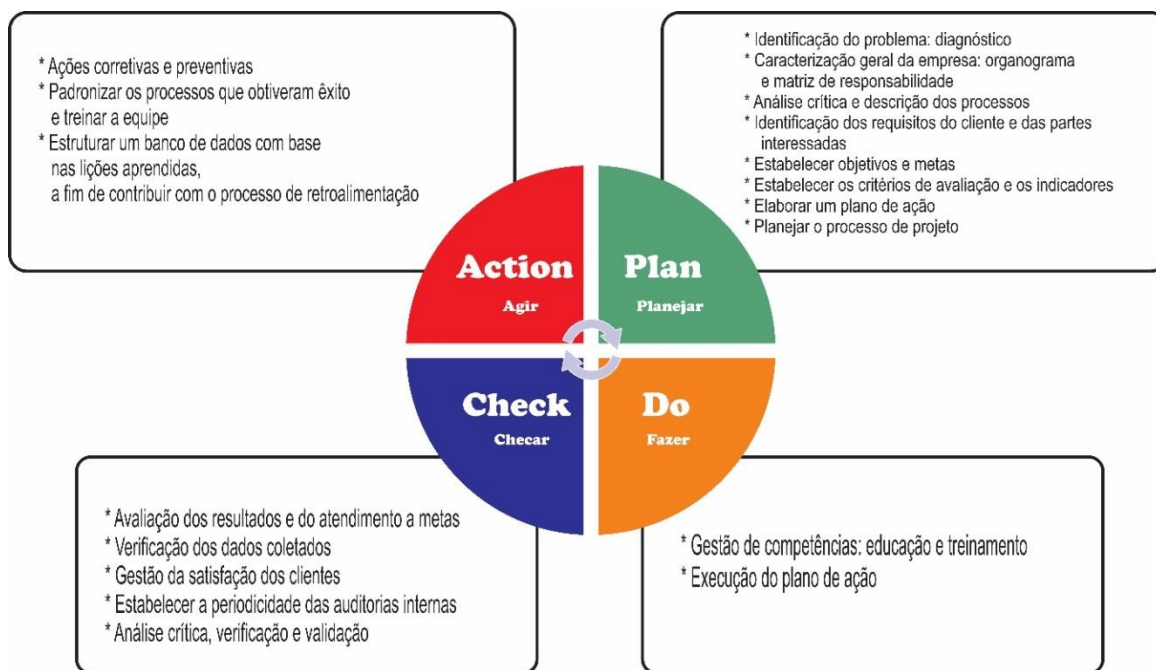 * Ações corretivas e preventivas
* Padronizar os processos que obtiveram êxito
e treinar a equipe
* Estruturar um banco de dados com base
nas lições aprendidas,
a fim de contribuir com o processo de retroalimentação
* Identificação do problema: diagnóstico
* Caracterização geral da empresa: organograma
e matriz de responsabilidade
* Análise crítica e descrição dos processos
* Identificação dos requisitos do cliente e das partes
interessadas
* Estabelecer objetivos e metas
* Estabelecer os critérios de avaliação e os indicadores
* Elaborar um plano de ação
* Planejar o processo de projeto
Action
Agir
Plan
Planejar
Check
Checar
Do
Fazer
* Avaliação dos resultados e do atendimento a metas
* Verificação dos dados coletados
* Gestão da satisfação dos clientes
* Estabelecer a periodicidade das auditorias internas
* Análise crítica, verificação e validação
* Gestão de competências: educação e treinamento
* Execução do plano de ação